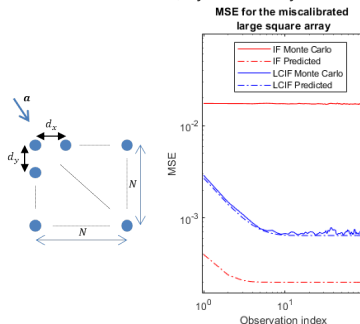 MSE for the miscalibrated
large square array
IF Monte Carlo
IF Predicted
LCIF Monte Carlo
LCIF Predicted
a
d_x
d_y
N
N
MSE
10^-2
10^-3
10^0
10^1
Observation index